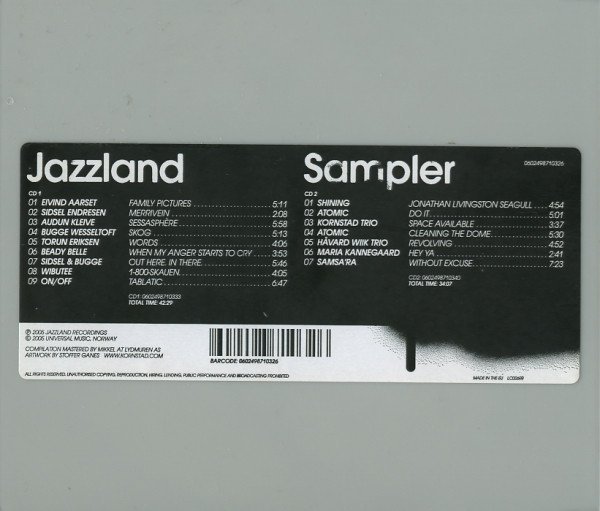 Jazzland
CD 1
01 EIVIND AARSET FAMILY PICTURES 5:11
02 SIDSEL ENDRESEN MERRIVEIN 2:08
03 AUDUN KLEIVE SESSASPHÈRE 5:58
04 BUGGE WESSELTOFT SKOG 5:13
05 TORUN ERIKSEN WORDS 4:06
06 BEADY BELLE WHEN MY ANGER STARTS TO CRY 3:53
07 SIDSEL & BUGGE OUT HERE. IN THERE. 5:46
08 WIBUTEE 1-800-SKAUEN. 4:05
09 ON/OFF TABLATIC 6:47
CD1: 0602498710333
TOTAL TIME: 42:29
Sampler
0602498710326
CD 2
01 SHINING JONATHAN LIVINGSTON SEAGULL 4:54
02 ATOMIC DO IT 5:01
03 KORNSTAD TRIO SPACE AVAILABLE 3:37
04 ATOMIC CLEANING THE DOME 5:30
05 HÅVARD WIIK TRIO REVOLVING 4:52
06 MARIA KANNEGAARD HEY YA 2:41
07 SAMSA'RA WITHOUT EXCUSE 7:23
CD2: 0602498710340
TOTAL TIME: 34:07
℗ 2005 JAZZLAND RECORDINGS
© 2005 UNIVERSAL MUSIC, NORWAY
COMPILATION MASTERED BY MIKKEL AT LYDMUREN AS
ARTWORK BY STOFFER GANES WWW.KORNSTAD.COM
BARCODE 0602498710326
ALL RIGHTS RESERVED. UNAUTHORISED COPYING, REPRODUCTION, HIRING, LENDING, PUBLIC PERFORMANCE AND BROADCASTING PROHIBITED
MADE IN THE EU LC02699